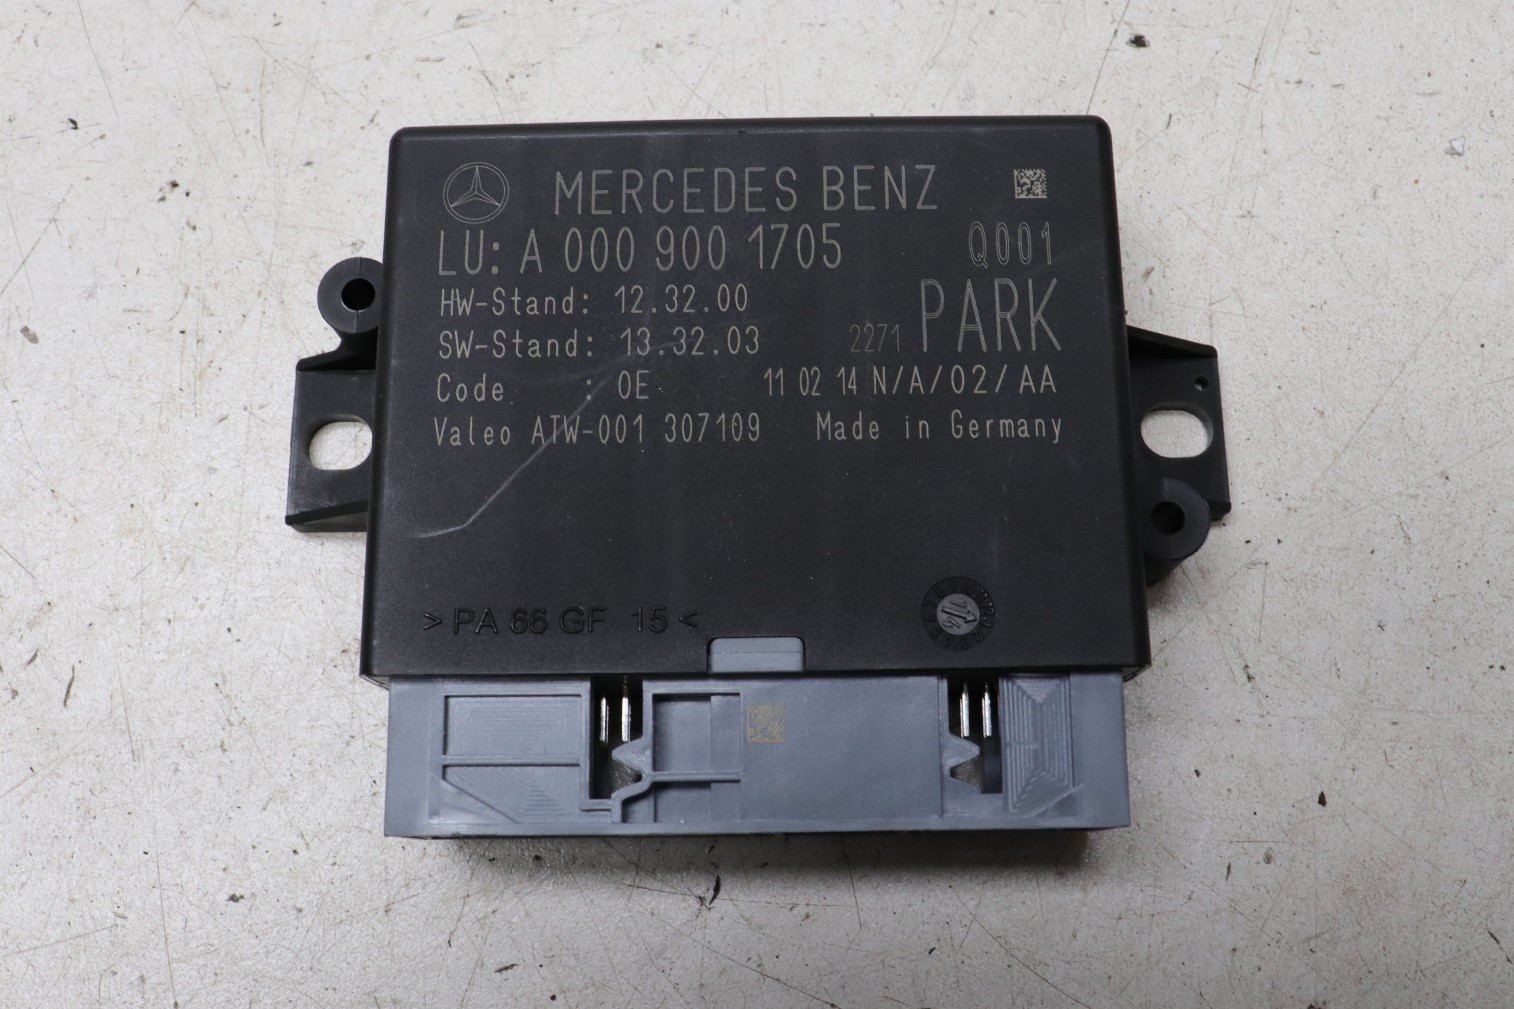 MERCEDES BENZ
LU: A 000 900 1705 Q001
HW-Stand: 12.32.00
SW-Stand: 13.32.03 2271 PARK
Code : 0E 11 02 14 N/A/02/AA
Valeo ATW-001 307109 Made in Germany
> PA 66 GF 15 <